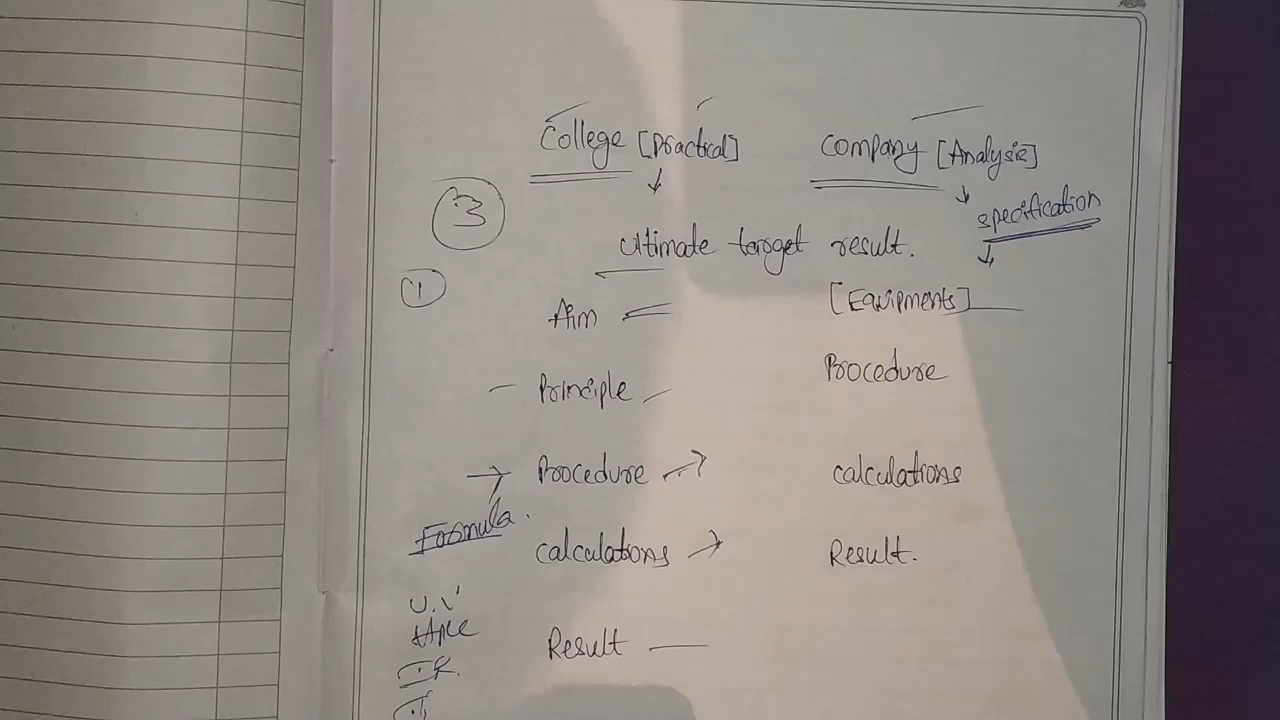 College [Practical] Company [Analysis]
3 specification
Ultimate target result.
1 Aim [Equipments]
Principle Procedure
Procedure calculations
Formula.
calculations Result.
U.V
HPLC
Result
I.R.